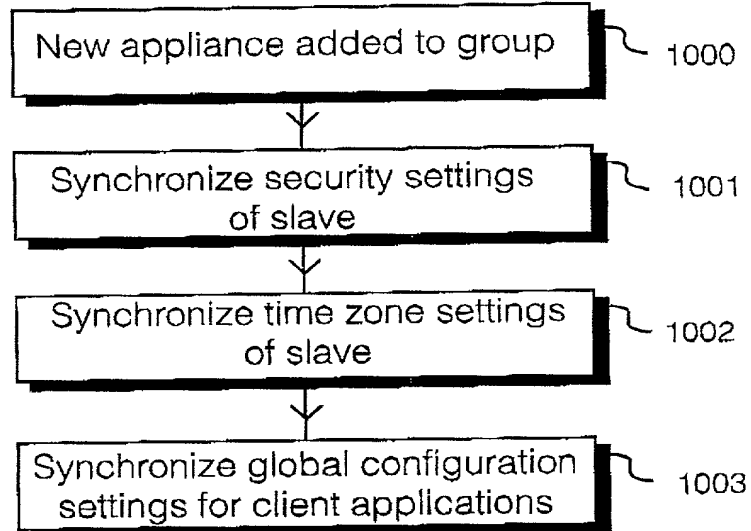 New appliance added to group
1000
Synchronize security settings
of slave
1001
Synchronize time zone settings
of slave
1002
Synchronize global configuration
settings for client applications
1003